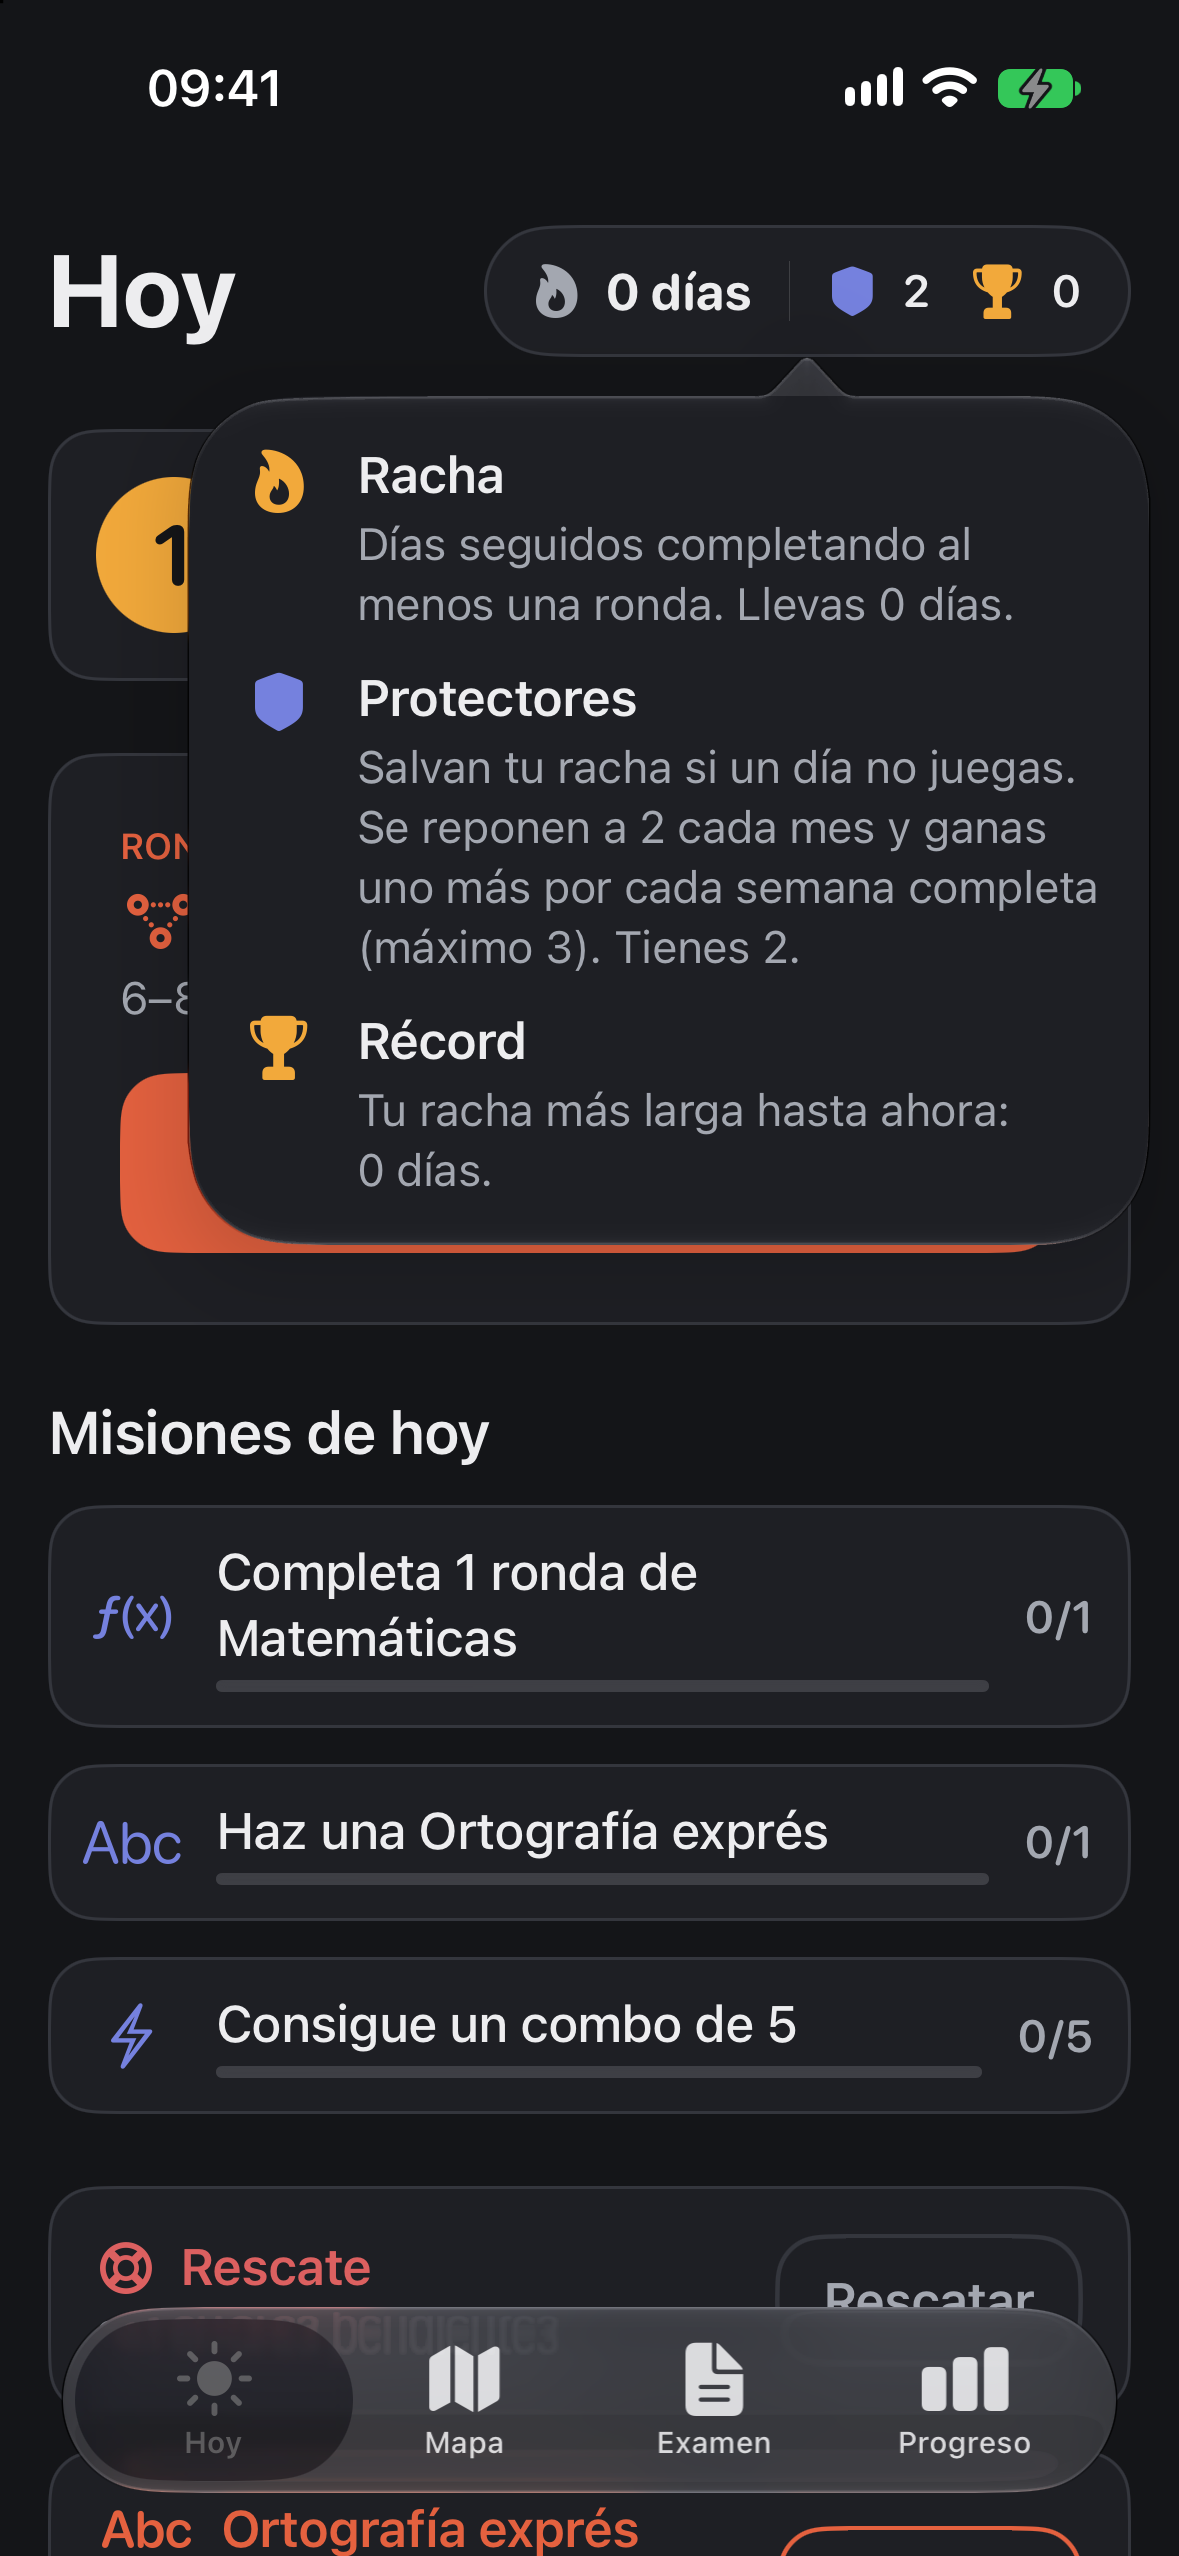 09:41
Hoy
0 días
2
0
Racha
Días seguidos completando al
menos una ronda. Llevas 0 días.
Protectores
Salvan tu racha si un día no juegas.
Se reponen a 2 cada mes y ganas
uno más por cada semana completa
(máximo 3). Tienes 2.
Récord
Tu racha más larga hasta ahora:
0 días.
1
Misiones de hoy
f(x)
Completa 1 ronda de
Matemáticas
0/1
Abc
Haz una Ortografía exprés
0/1
Consigue un combo de 5
0/5
Rescate
Rescatar
Hoy
Mapa
Examen
Progreso
Abc Ortografía exprés